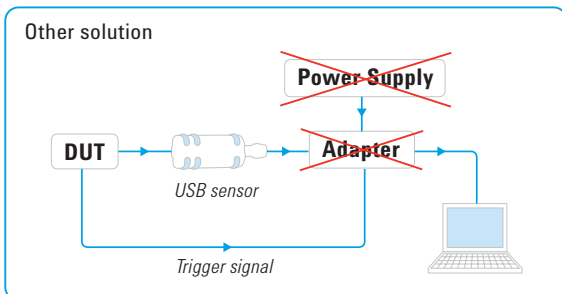 Other solution
Power Supply
DUT
Adapter
USB sensor
Trigger signal